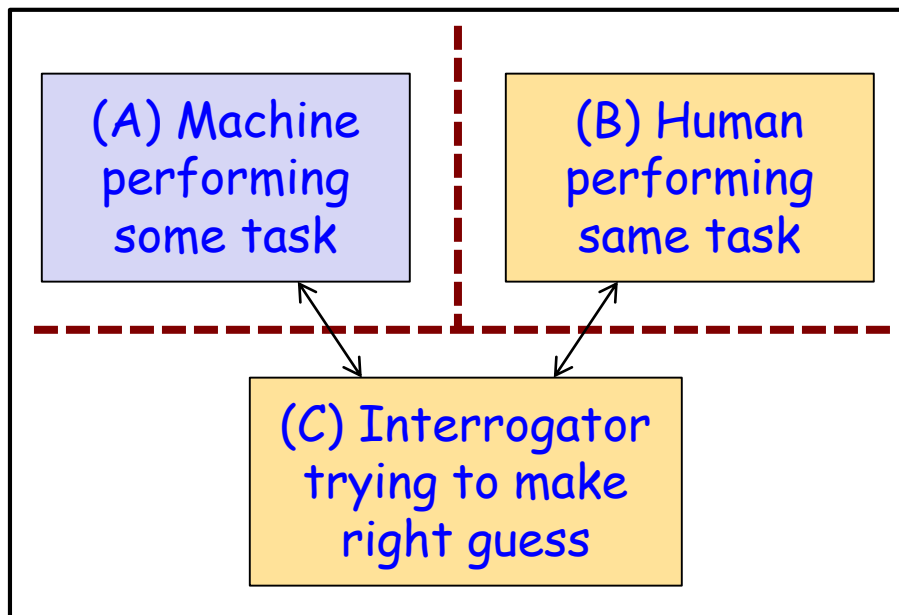 (A) Machine
performing
some task
(B) Human
performing
same task
(C) Interrogator
trying to make
right guess